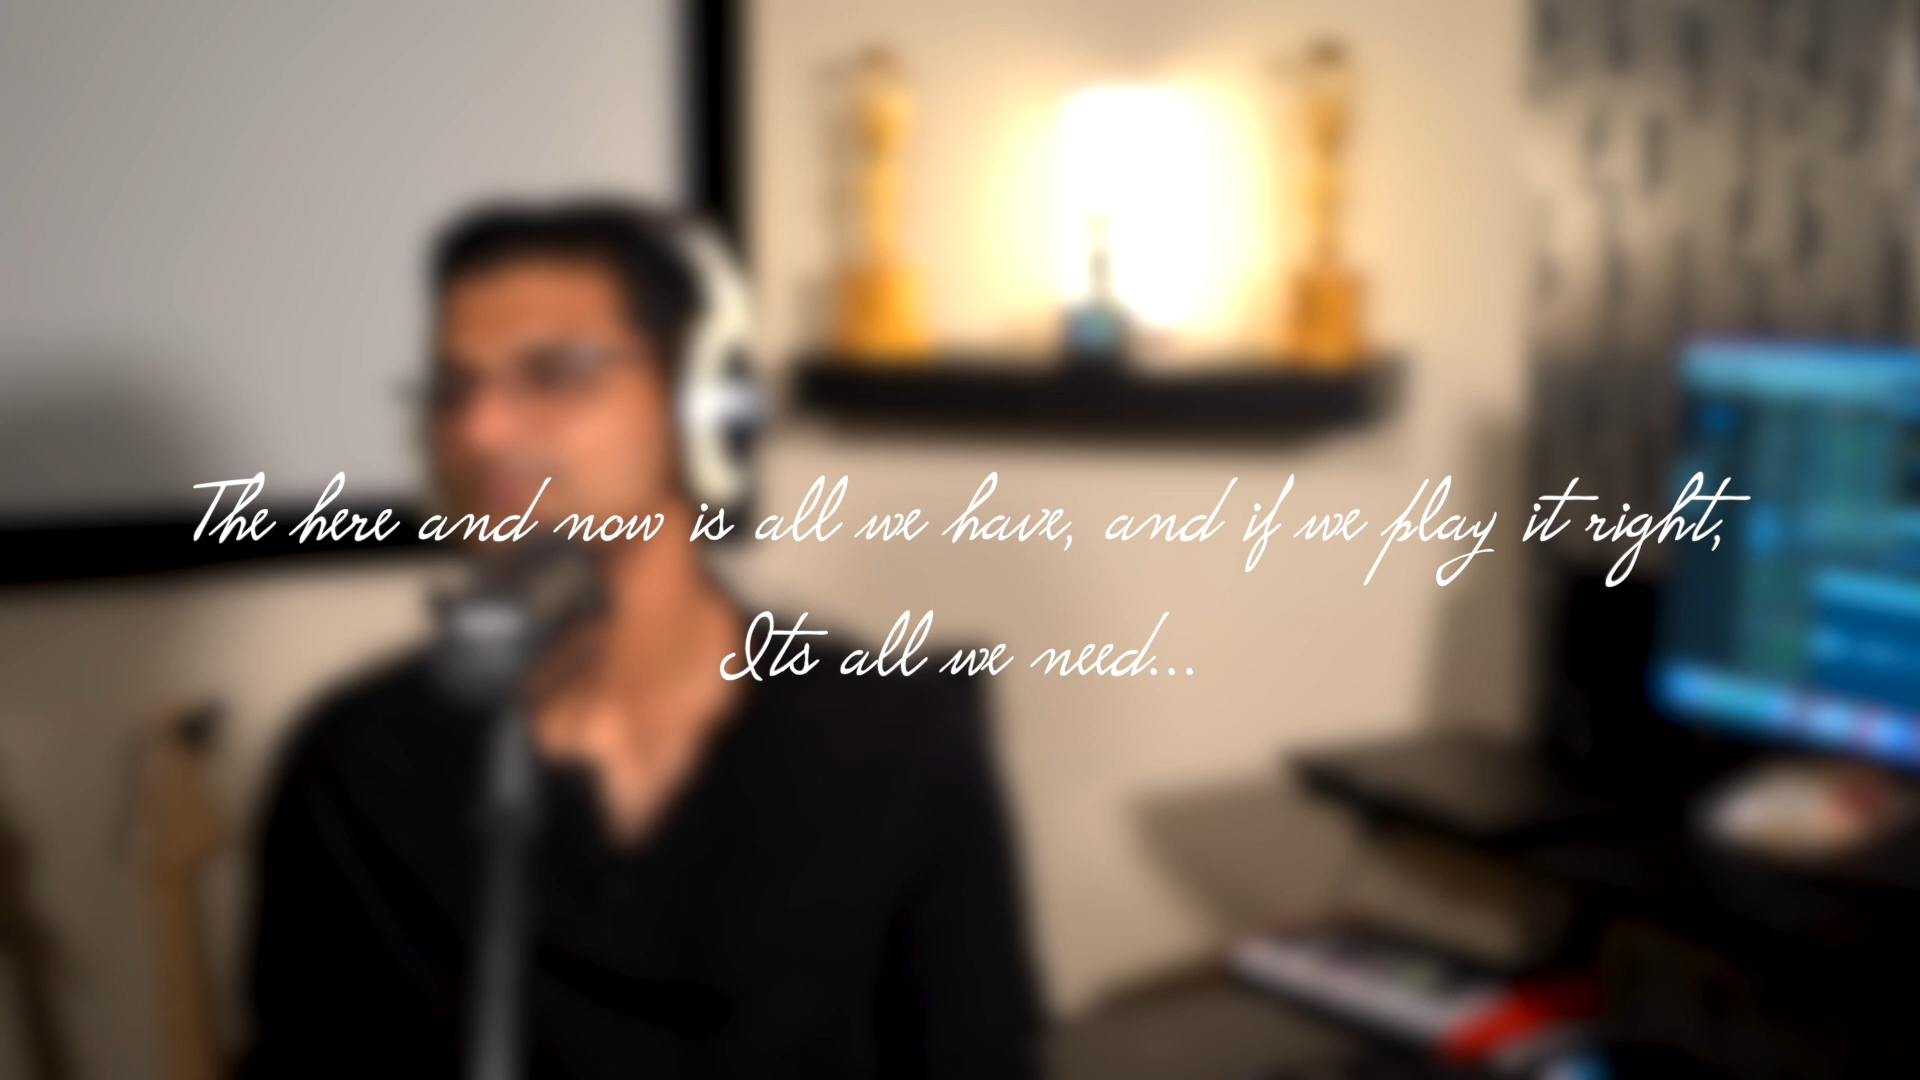 The here and now is all we have, and if we play it right,
Its all we need...